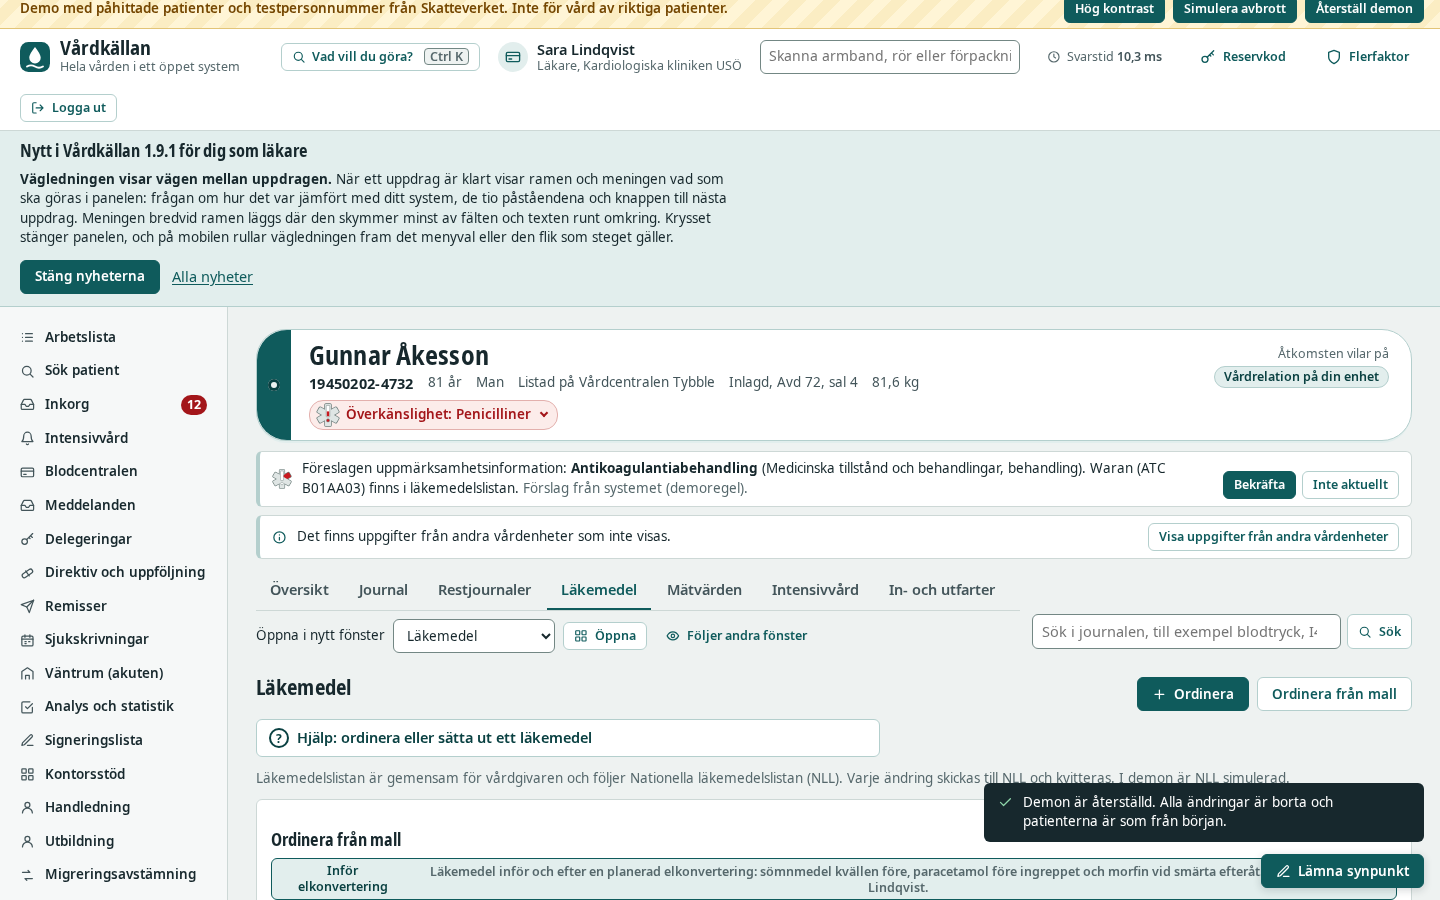 Demo med påhittade patienter och testpersonnummer från Skatteverket. Inte för vård av riktiga patienter.
Hög kontrast
Simulera avbrott
Återställ demon
Vårdkällan
Hela vården i ett öppet system
Vad vill du göra? Ctrl K
Sara Lindqvist
Läkare, Kardiologiska kliniken USÖ
Skanna armband, rör eller förpackni
Svarstid 10,3 ms
Reservkod
Flerfaktor
Logga ut
Nytt i Vårdkällan 1.9.1 för dig som läkare
Vägledningen visar vägen mellan uppdragen. När ett uppdrag är klart visar ramen och meningen vad som
ska göras i panelen: frågan om hur det var jämfört med ditt system, de tio påståendena och knappen till nästa
uppdrag. Meningen bredvid ramen läggs där den skymmer minst av fälten och texten runt omkring. Krysset
stänger panelen, och på mobilen rullar vägledningen fram det menyval eller den flik som steget gäller.
Stäng nyheterna
Alla nyheter
Arbetslista
Sök patient
Inkorg 12
Intensivvård
Blodcentralen
Meddelanden
Delegeringar
Direktiv och uppföljning
Remisser
Sjukskrivningar
Väntrum (akuten)
Analys och statistik
Signeringslista
Kontorsstöd
Handledning
Utbildning
Migreringsavstämning
Gunnar Åkesson
19450202-4732 81 år Man Listad på Vårdcentralen Tybble Inlagd, Avd 72, sal 4 81,6 kg
Överkänslighet: Penicilliner
Åtkomsten vilar på
Vårdrelation på din enhet
Föreslagen uppmärksamhetsinformation: Antikoagulantiabehandling (Medicinska tillstånd och behandlingar, behandling). Waran (ATC
B01AA03) finns i läkemedelslistan. Förslag från systemet (demoregel).
Bekräfta
Inte aktuellt
Det finns uppgifter från andra vårdenheter som inte visas.
Visa uppgifter från andra vårdenheter
Översikt
Journal
Restjournaler
Läkemedel
Mätvärden
Intensivvård
In- och utfarter
Öppna i nytt fönster
Läkemedel
Öppna
Följer andra fönster
Sök i journalen, till exempel blodtryck, I
Sök
Läkemedel
Ordinera
Ordinera från mall
Hjälp: ordinera eller sätta ut ett läkemedel
Läkemedelslistan är gemensam för vårdgivaren och följer Nationella läkemedelslistan (NLL). Varje ändring skickas till NLL och kvitteras. I demon är NLL simulerad.
Ordinera från mall
Inför
elkonvertering
Läkemedel inför och efter en planerad elkonvertering: sömnmedel kvällen före, paracetamol före ingreppet och morfin vid smärta efteråt
Lindqvist.
Demon är återställd. Alla ändringar är borta och
patienterna är som från början.
Lämna synpunkt